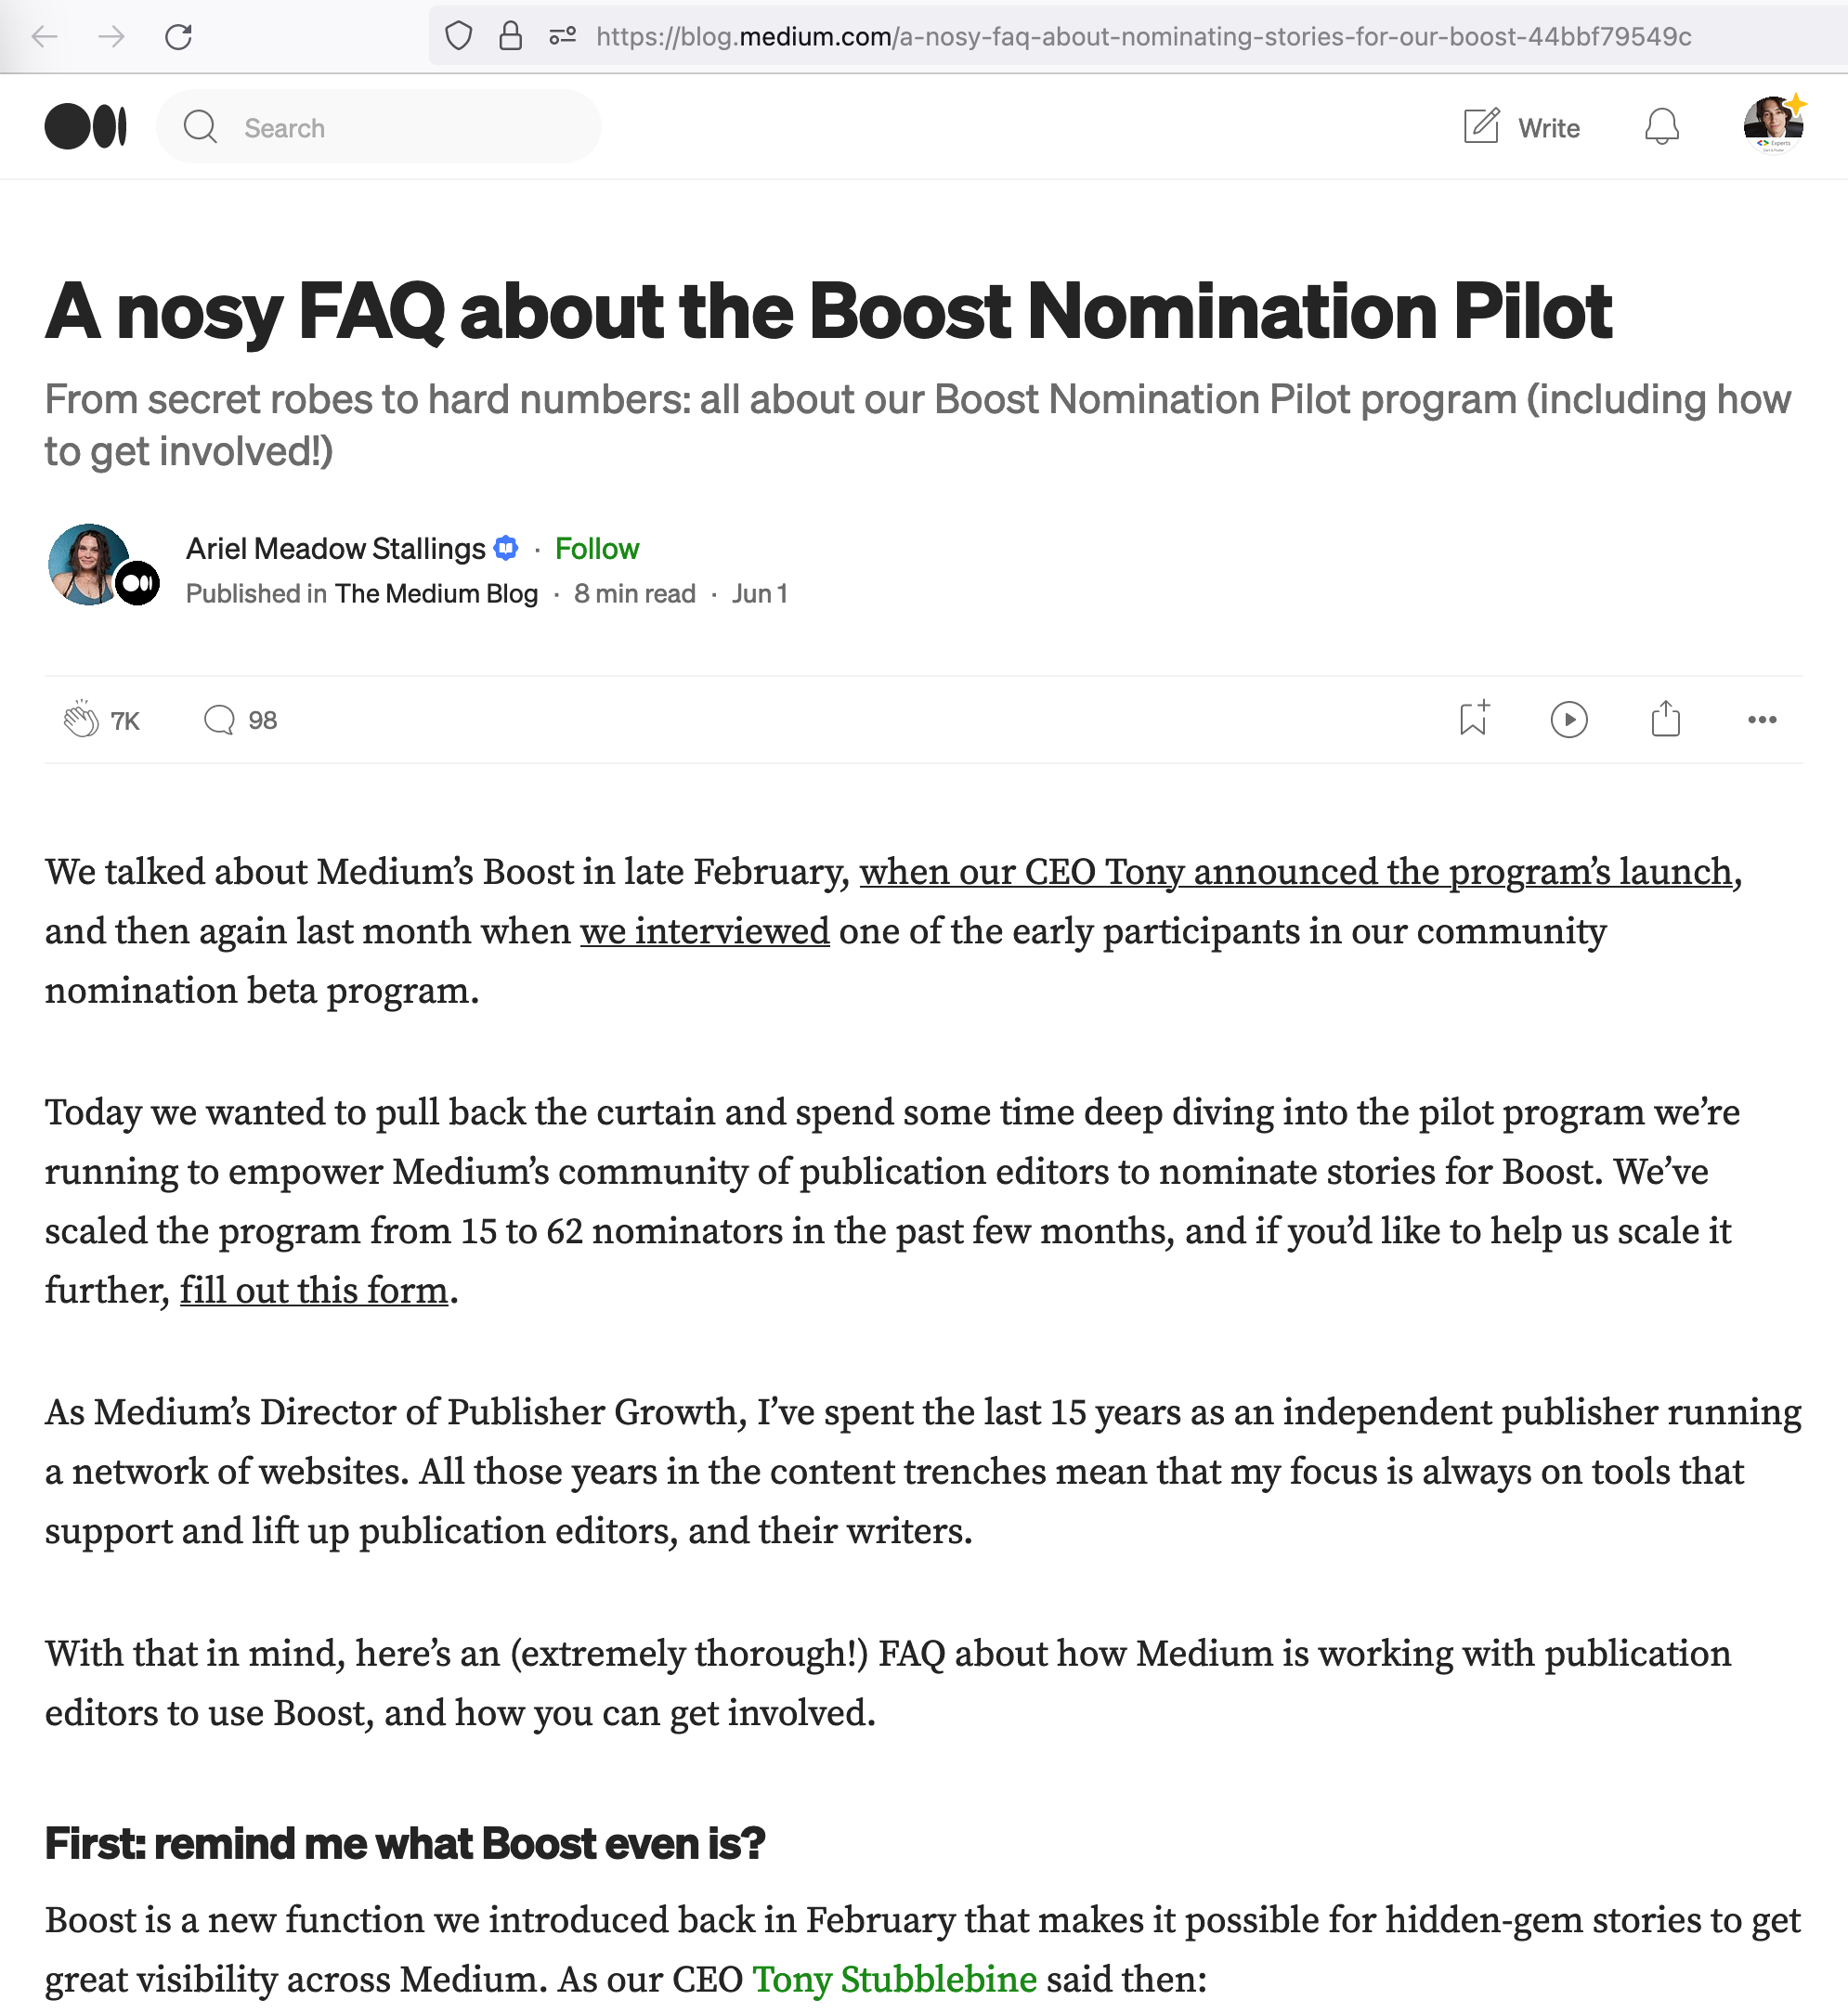 https://blog.medium.com/a-nosy-faq-about-nominating-stories-for-our-boost-44bbf79549c
Search
Write
Experts
A nosy FAQ about the Boost Nomination Pilot
From secret robes to hard numbers: all about our Boost Nomination Pilot program (including how
to get involved!)
Ariel Meadow Stallings · Follow
Published in The Medium Blog · 8 min read · Jun 1
7K 98
We talked about Medium’s Boost in late February, when our CEO Tony announced the program’s launch,
and then again last month when we interviewed one of the early participants in our community
nomination beta program.
Today we wanted to pull back the curtain and spend some time deep diving into the pilot program we’re
running to empower Medium’s community of publication editors to nominate stories for Boost. We’ve
scaled the program from 15 to 62 nominators in the past few months, and if you’d like to help us scale it
further, fill out this form.
As Medium’s Director of Publisher Growth, I’ve spent the last 15 years as an independent publisher running
a network of websites. All those years in the content trenches mean that my focus is always on tools that
support and lift up publication editors, and their writers.
With that in mind, here’s an (extremely thorough!) FAQ about how Medium is working with publication
editors to use Boost, and how you can get involved.
First: remind me what Boost even is?
Boost is a new function we introduced back in February that makes it possible for hidden-gem stories to get
great visibility across Medium. As our CEO Tony Stubblebine said then: